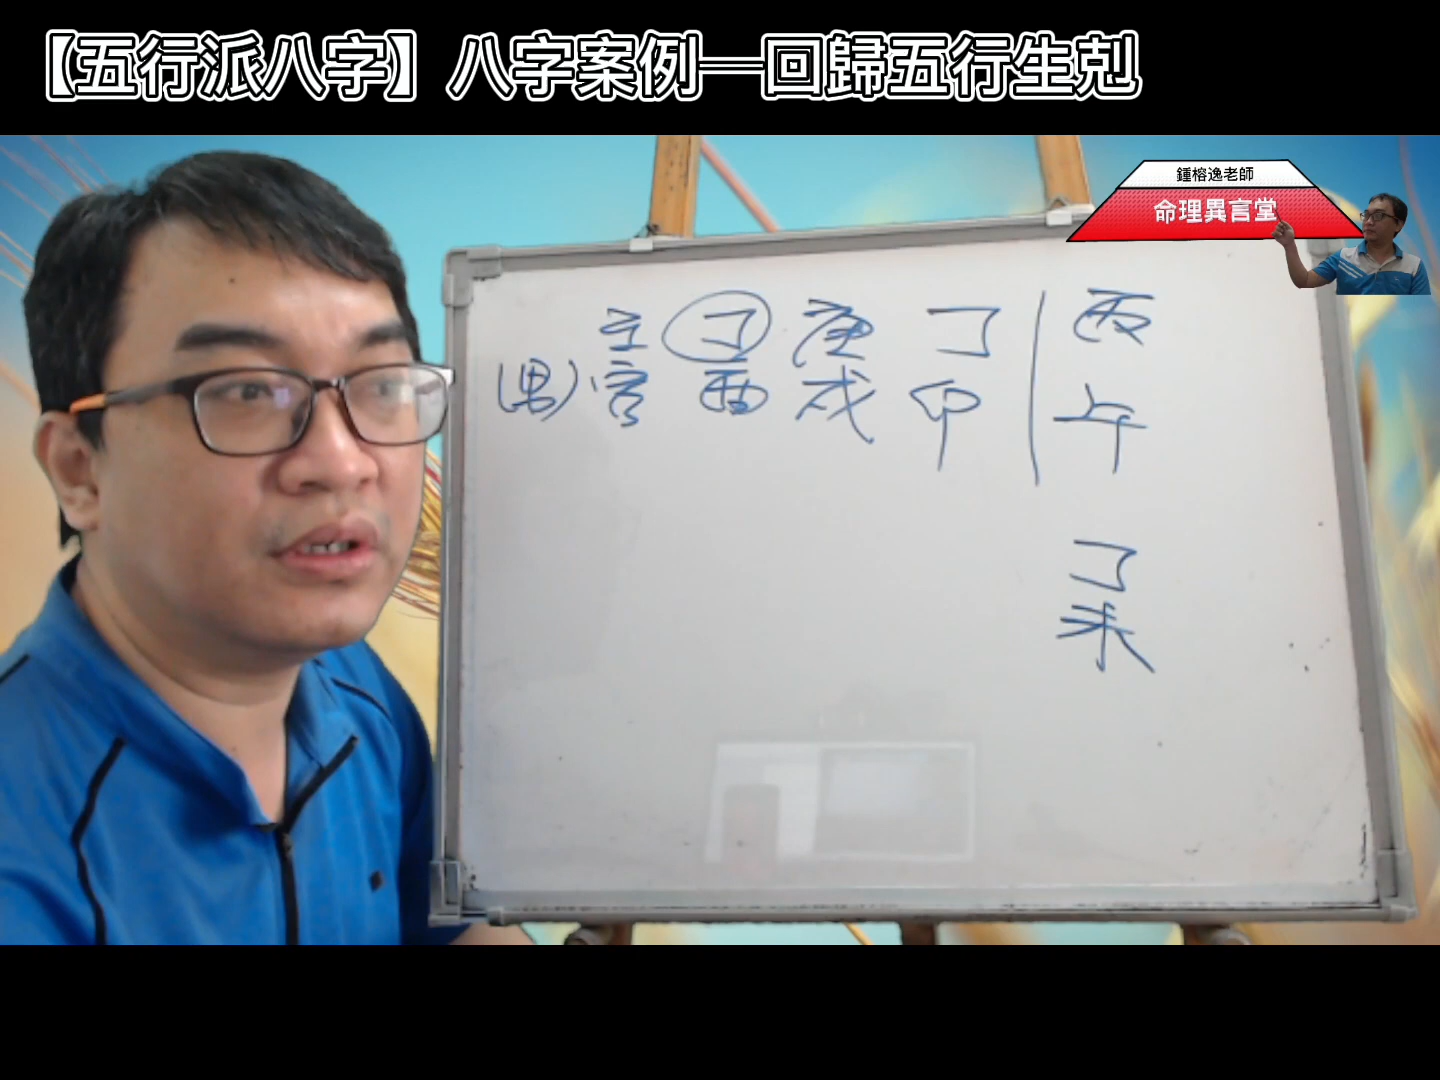 【五行派八字】八字案例—回歸五行生剋
鍾榕逸老師
命理異言堂
壬 丁 庚 丁 丙
(男) 寅 酉 戌 卯 午
丁
未